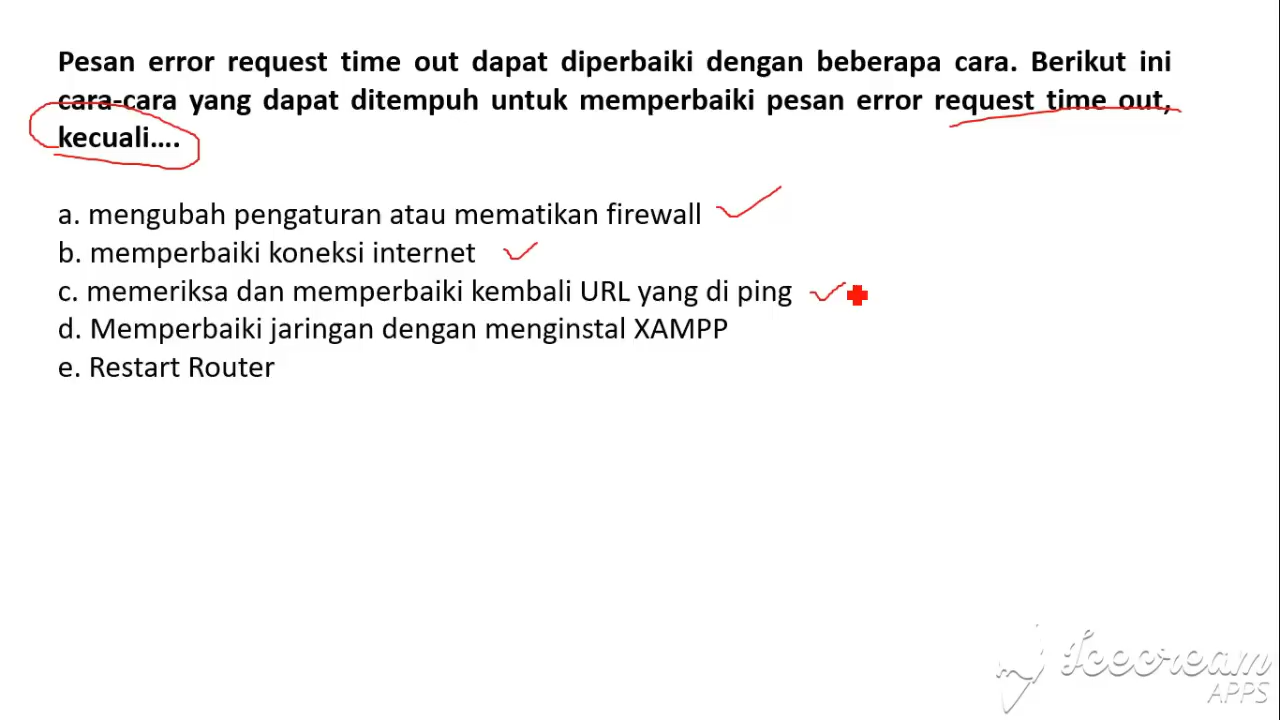 Pesan error request time out dapat diperbaiki dengan beberapa cara. Berikut ini
cara-cara yang dapat ditempuh untuk memperbaiki pesan error request time out,
kecuali....
a. mengubah pengaturan atau mematikan firewall
b. memperbaiki koneksi internet
c. memeriksa dan memperbaiki kembali URL yang di ping
d. Memperbaiki jaringan dengan menginstal XAMPP
e. Restart Router
Icecream
APPS